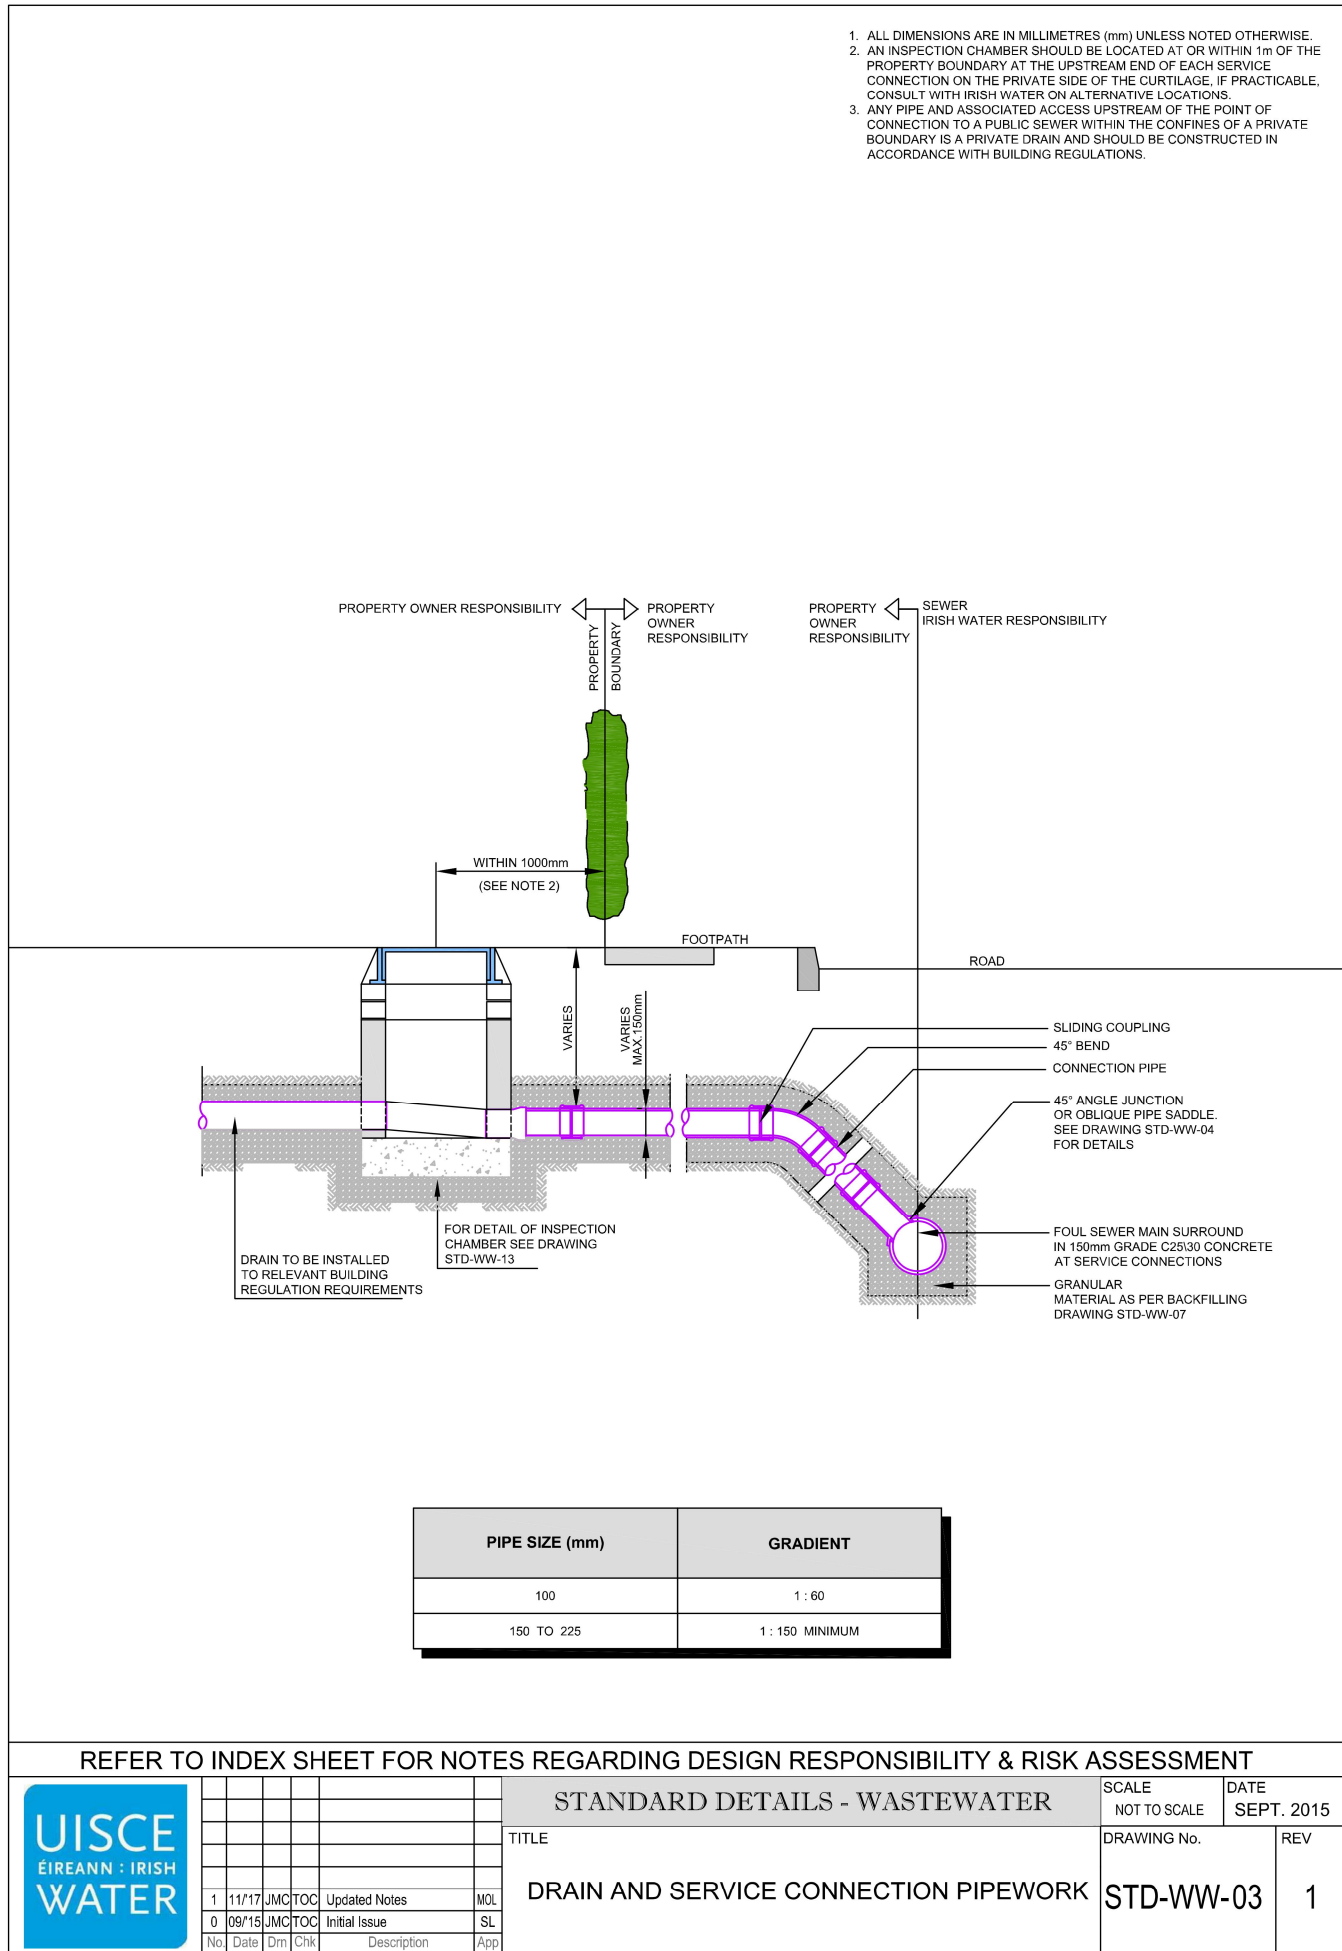 1. ALL DIMENSIONS ARE IN MILLIMETRES (mm) UNLESS NOTED OTHERWISE.
2. AN INSPECTION CHAMBER SHOULD BE LOCATED AT OR WITHIN 1m OF THE
PROPERTY BOUNDARY AT THE UPSTREAM END OF EACH SERVICE
CONNECTION ON THE PRIVATE SIDE OF THE CURTILAGE, IF PRACTICABLE,
CONSULT WITH IRISH WATER ON ALTERNATIVE LOCATIONS.
3. ANY PIPE AND ASSOCIATED ACCESS UPSTREAM OF THE POINT OF
CONNECTION TO A PUBLIC SEWER WITHIN THE CONFINES OF A PRIVATE
BOUNDARY IS A PRIVATE DRAIN AND SHOULD BE CONSTRUCTED IN
ACCORDANCE WITH BUILDING REGULATIONS.
PROPERTY OWNER RESPONSIBILITY
PROPERTY
OWNER
RESPONSIBILITY
PROPERTY
OWNER
RESPONSIBILITY
SEWER
IRISH WATER RESPONSIBILITY
PROPERTY
BOUNDARY
WITHIN 1000mm
(SEE NOTE 2)
FOOTPATH
ROAD
VARIES
VARIES
MAX.150mm
SLIDING COUPLING
45° BEND
CONNECTION PIPE
45° ANGLE JUNCTION
OR OBLIQUE PIPE SADDLE.
SEE DRAWING STD-WW-04
FOR DETAILS
FOUL SEWER MAIN SURROUND
IN 150mm GRADE C25\30 CONCRETE
AT SERVICE CONNECTIONS
GRANULAR
MATERIAL AS PER BACKFILLING
DRAWING STD-WW-07
FOR DETAIL OF INSPECTION
CHAMBER SEE DRAWING
STD-WW-13
DRAIN TO BE INSTALLED
TO RELEVANT BUILDING
REGULATION REQUIREMENTS
PIPE SIZE (mm) GRADIENT
100 1 : 60
150 TO 225 1 : 150 MINIMUM
REFER TO INDEX SHEET FOR NOTES REGARDING DESIGN RESPONSIBILITY & RISK ASSESSMENT
UISCE
ÉIREANN : IRISH
WATER
1 11/'17 JMC TOC Updated Notes MOL
0 09/'15 JMC TOC Initial Issue SL
No. Date Drn Chk Description App
STANDARD DETAILS - WASTEWATER
TITLE
DRAIN AND SERVICE CONNECTION PIPEWORK
SCALE
NOT TO SCALE
DATE
SEPT. 2015
DRAWING No.
STD-WW-03
REV
1